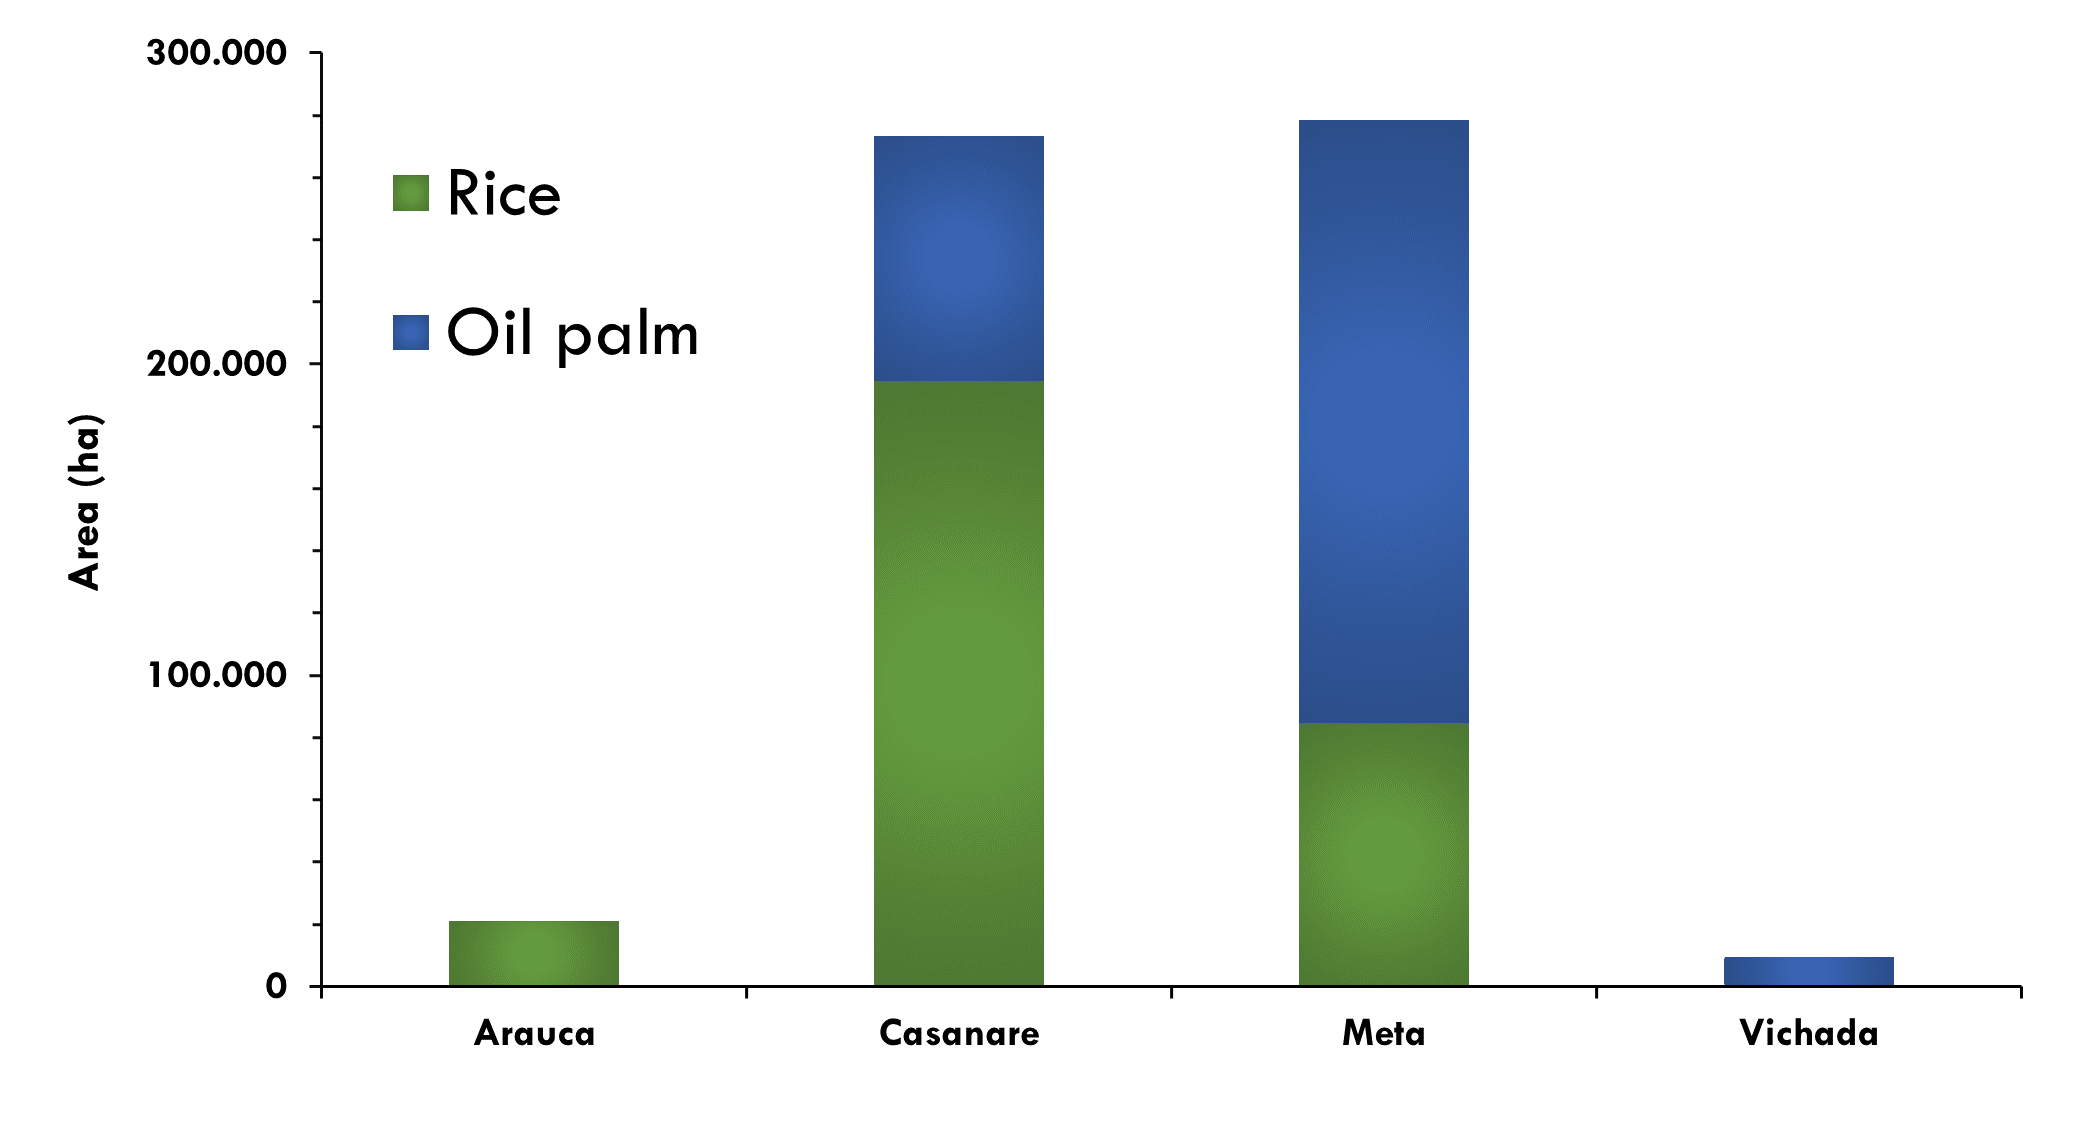 300.000
200.000
100.000
0
Area (ha)
Rice
Oil palm
Arauca
Casanare
Meta
Vichada